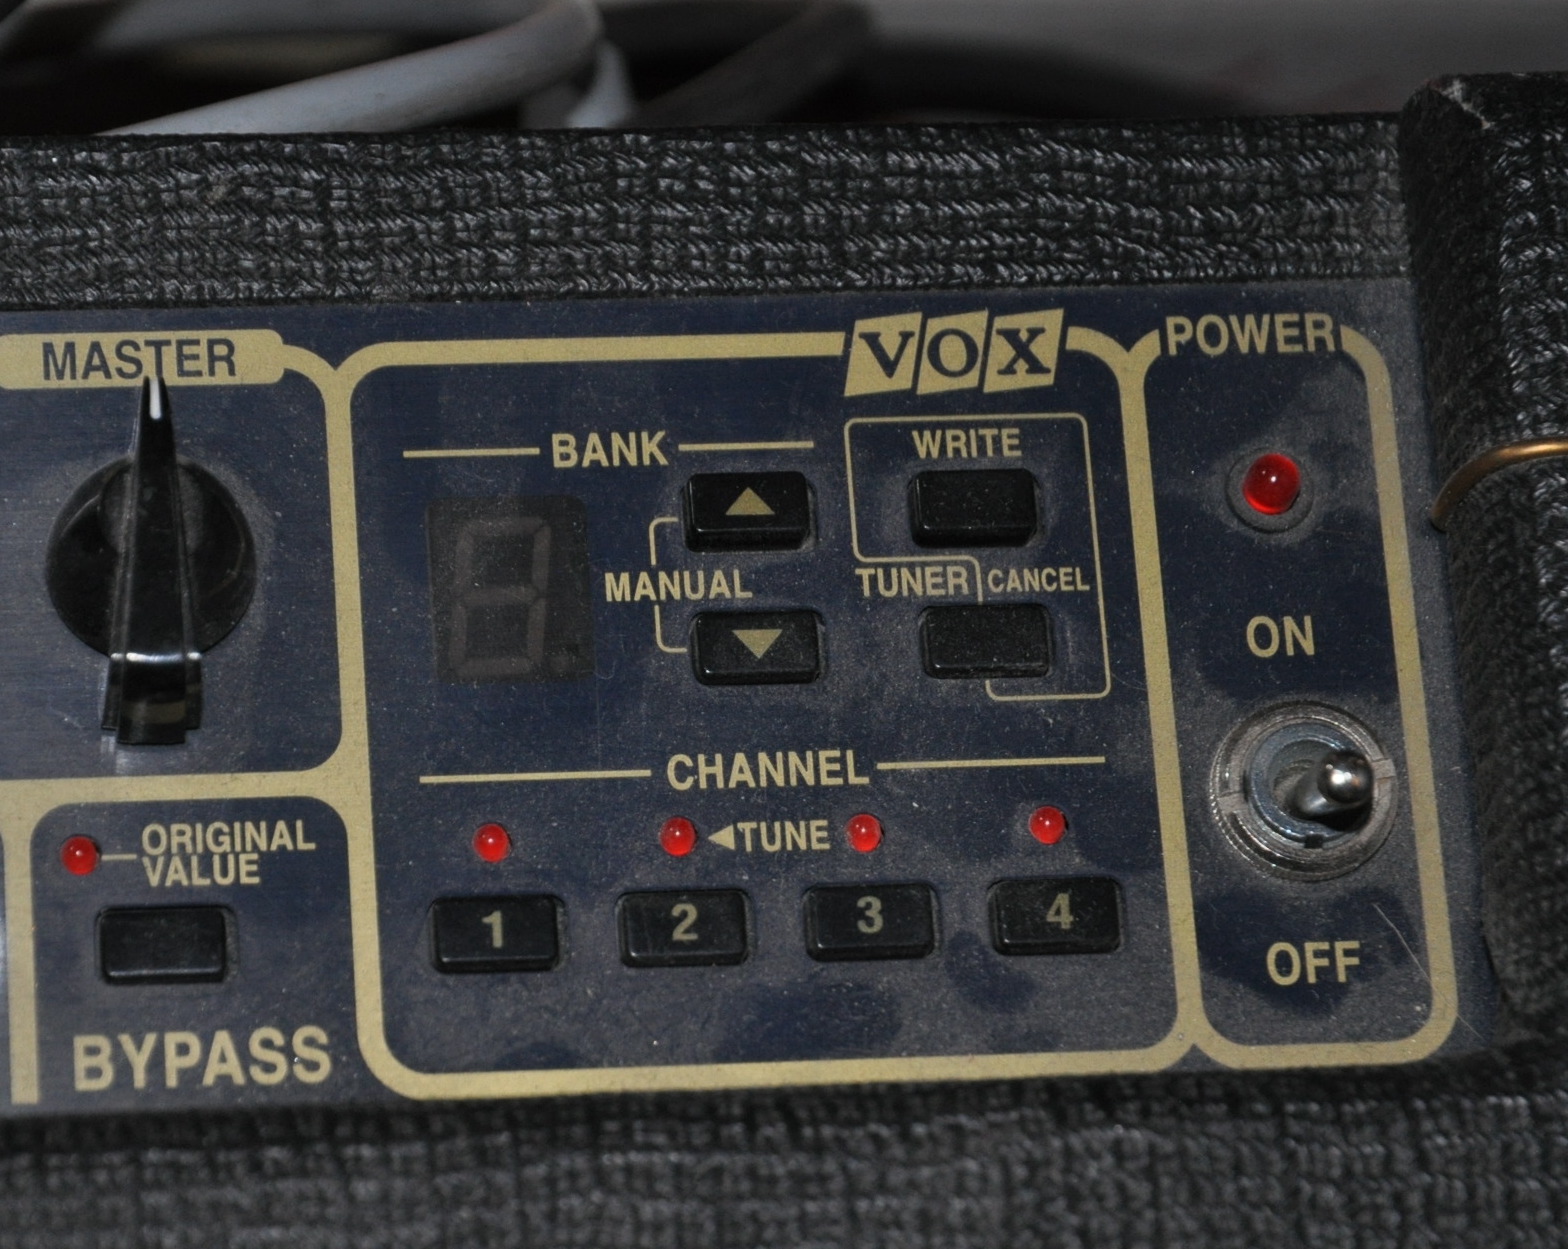 MASTER
VOX
POWER
BANK
WRITE
MANUAL
TUNER
CANCEL
ON
CHANNEL
ORIGINAL
VALUE
TUNE
1
2
3
4
OFF
BYPASS